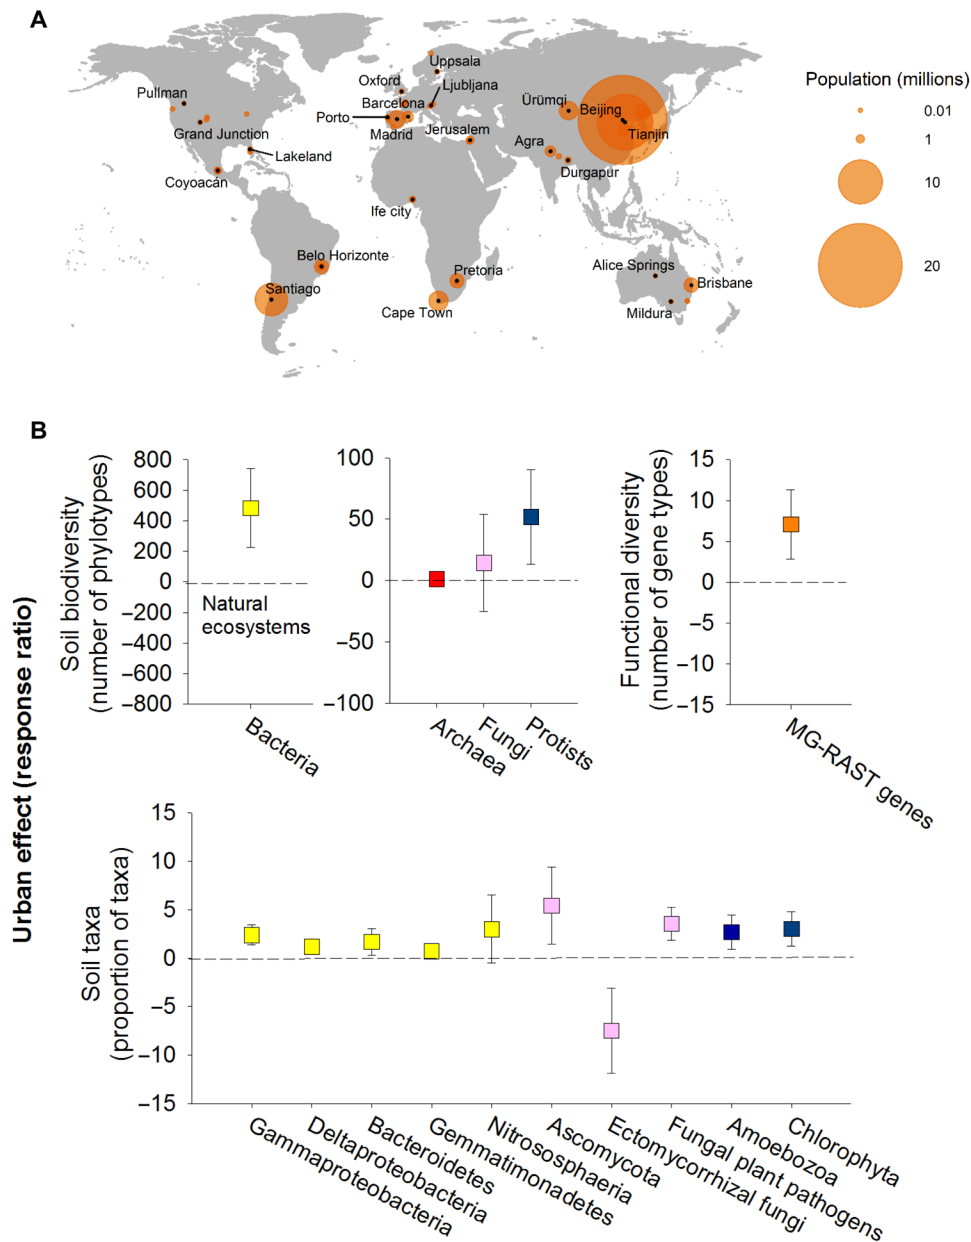 A
Population (millions)
0.01
1
10
20
Uppsala
Oxford
Ljubljana
Pullman
Barcelona
Ürümqi
Beijing
Porto
Grand Junction
Madrid
Jerusalem
Tianjin
Agra
Lakeland
Durgapur
Coyoacán
Ife city
Belo Horizonte
Pretoria
Alice Springs
Santiago
Brisbane
Cape Town
Mildura
B
Urban effect (response ratio)
Soil biodiversity
(number of phylotypes)
800
600
400
200
0
−200
−400
−600
−800
Natural
ecosystems
Bacteria
100
50
0
−50
−100
Archaea
Fungi
Protists
Functional diversity
(number of gene types)
15
10
5
0
−5
−10
−15
MG-RAST genes
Soil taxa
(proportion of taxa)
15
10
5
0
−5
−10
−15
Gammaproteobacteria
Deltaproteobacteria
Bacteroidetes
Gemmatimonadetes
Nitrososphaeria
Ascomycota
Ectomycorrhizal fungi
Fungal plant pathogens
Amoebozoa
Chlorophyta